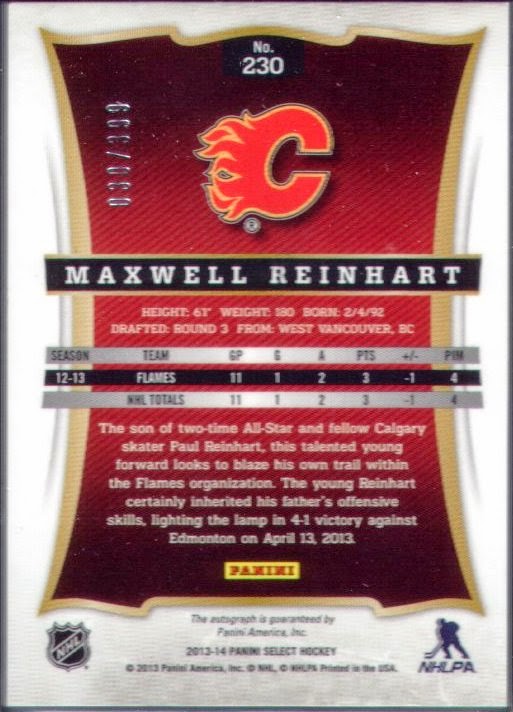 No.
230
030/399
MAXWELL REINHART
HEIGHT: 6'1" WEIGHT: 180 BORN: 2/4/92
DRAFTED: ROUND 3 FROM: WEST VANCOUVER, BC
SEASON TEAM GP G A PTS +/- PIM
12-13 FLAMES 11 1 2 3 -1 4
NHL TOTALS 11 1 2 3 -1 4
The son of two-time All-Star and fellow Calgary
skater Paul Reinhart, this talented young
forward looks to blaze his own trail within
the Flames organization. The young Reinhart
certainly inherited his father's offensive
skills, lighting the lamp in 4-1 victory against
Edmonton on April 13, 2013.
PANINI
The autograph is guaranteed by
Panini America, Inc.
2013-14 PANINI SELECT HOCKEY
© 2013 Panini America, Inc. © NHL, © NHLPA Printed in the USA.
NHL
NHLPA